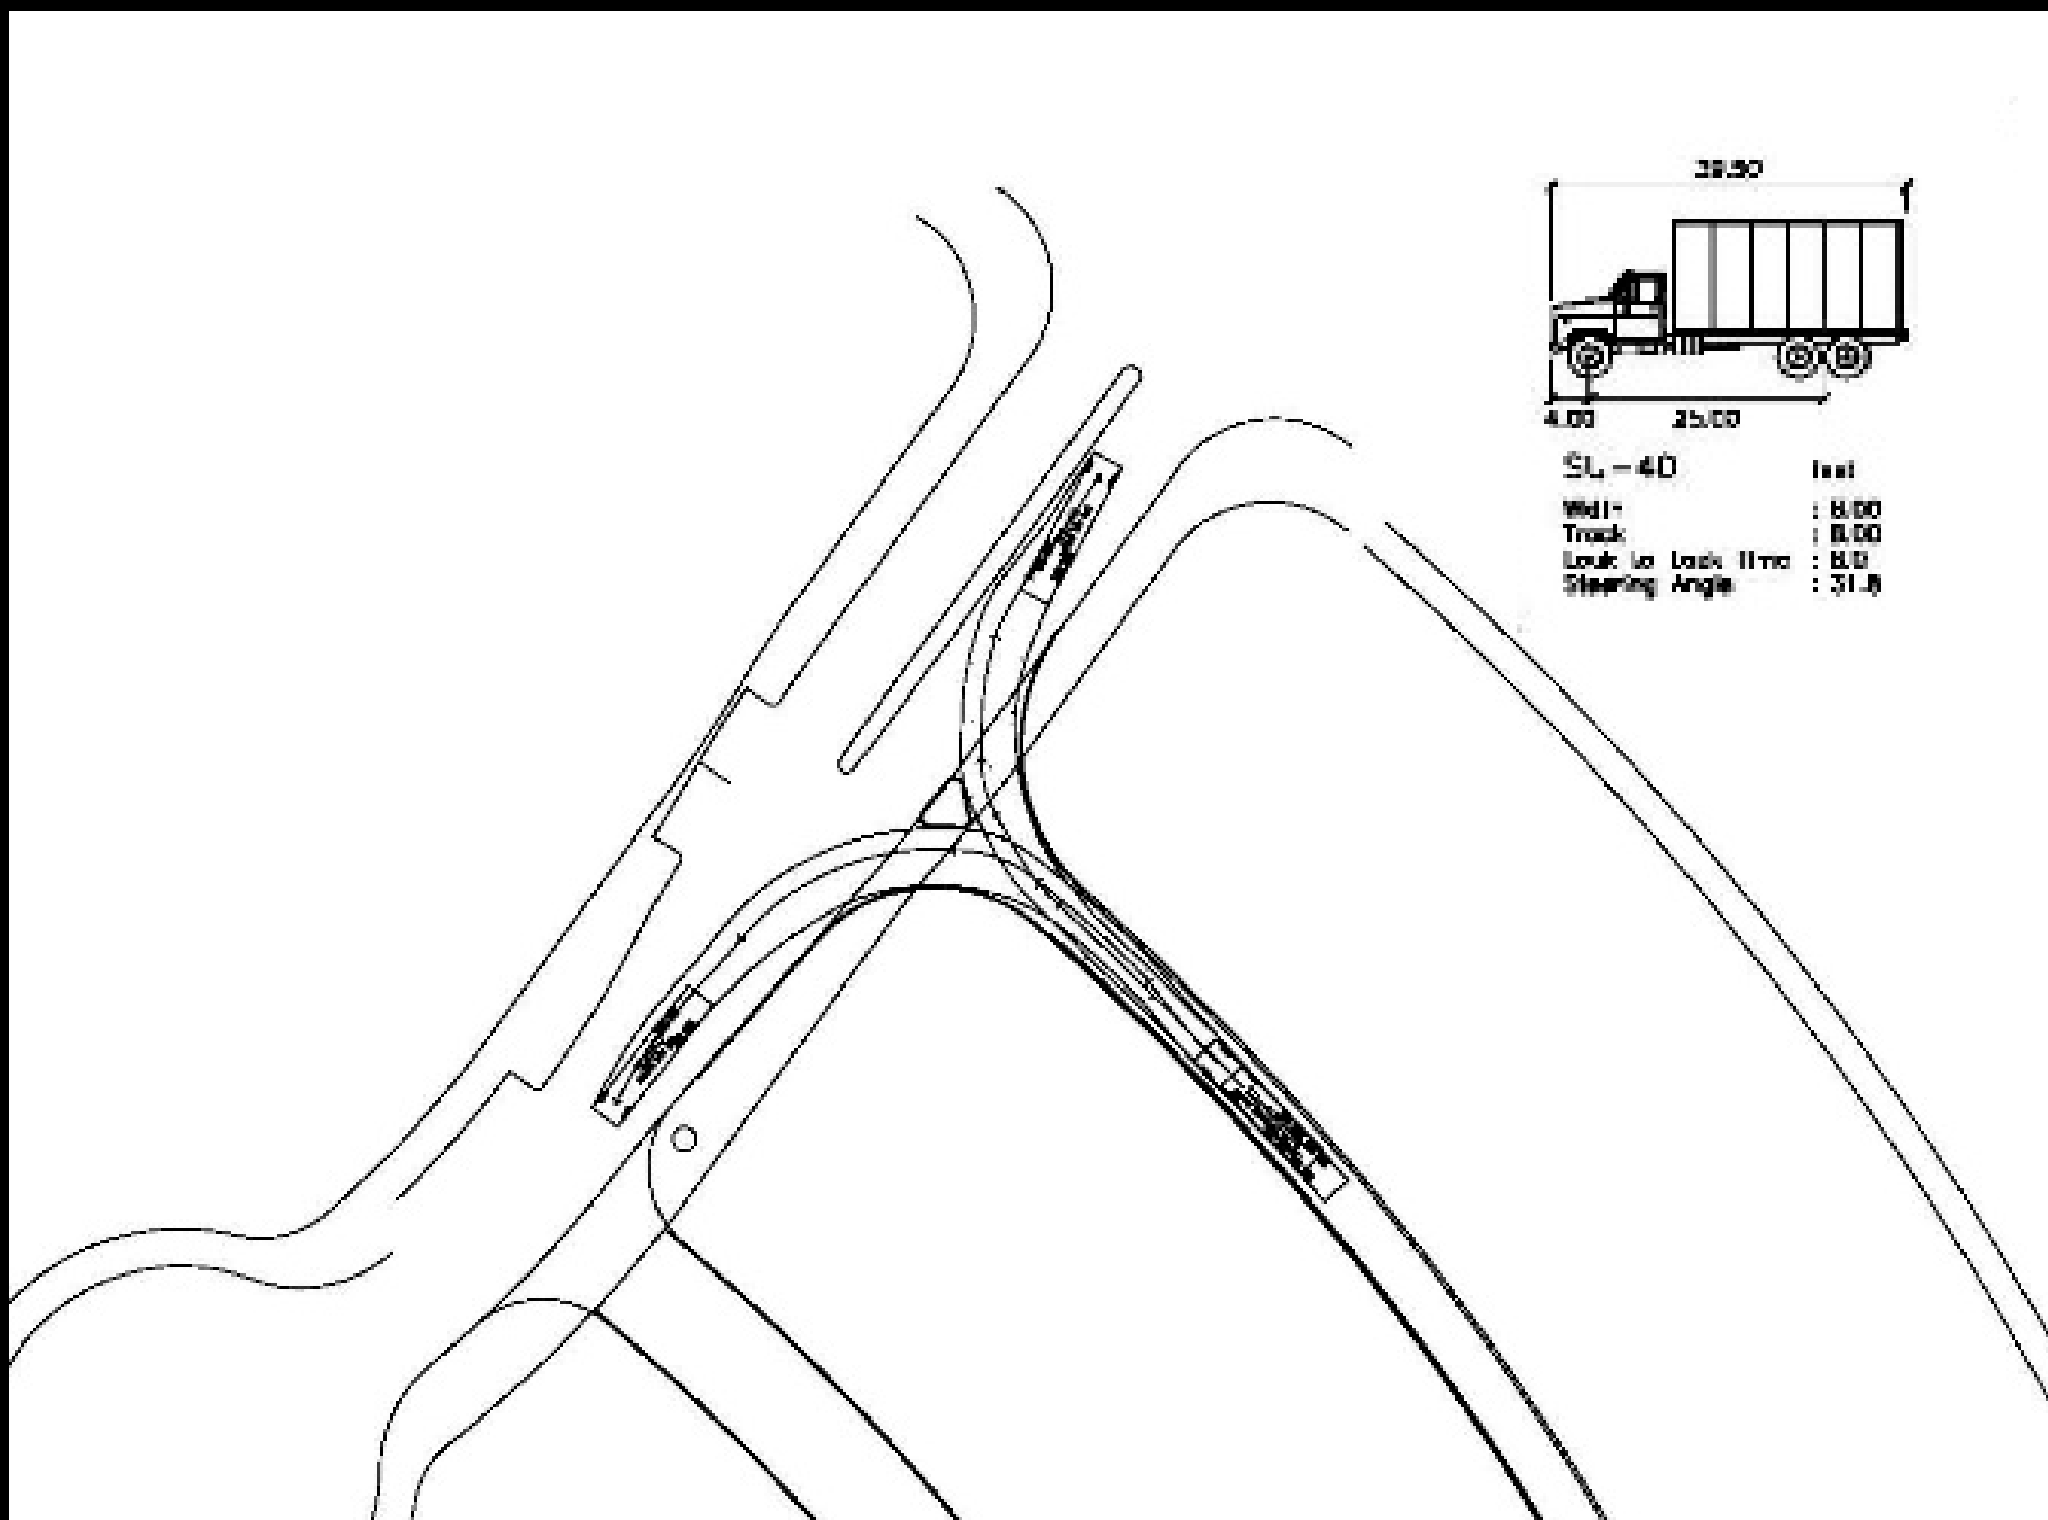 39.50
4.00 25.00
SU-40 feet
Width : 8.00
Track : 8.00
Lock to Lock Time : 6.0
Steering Angle : 31.8